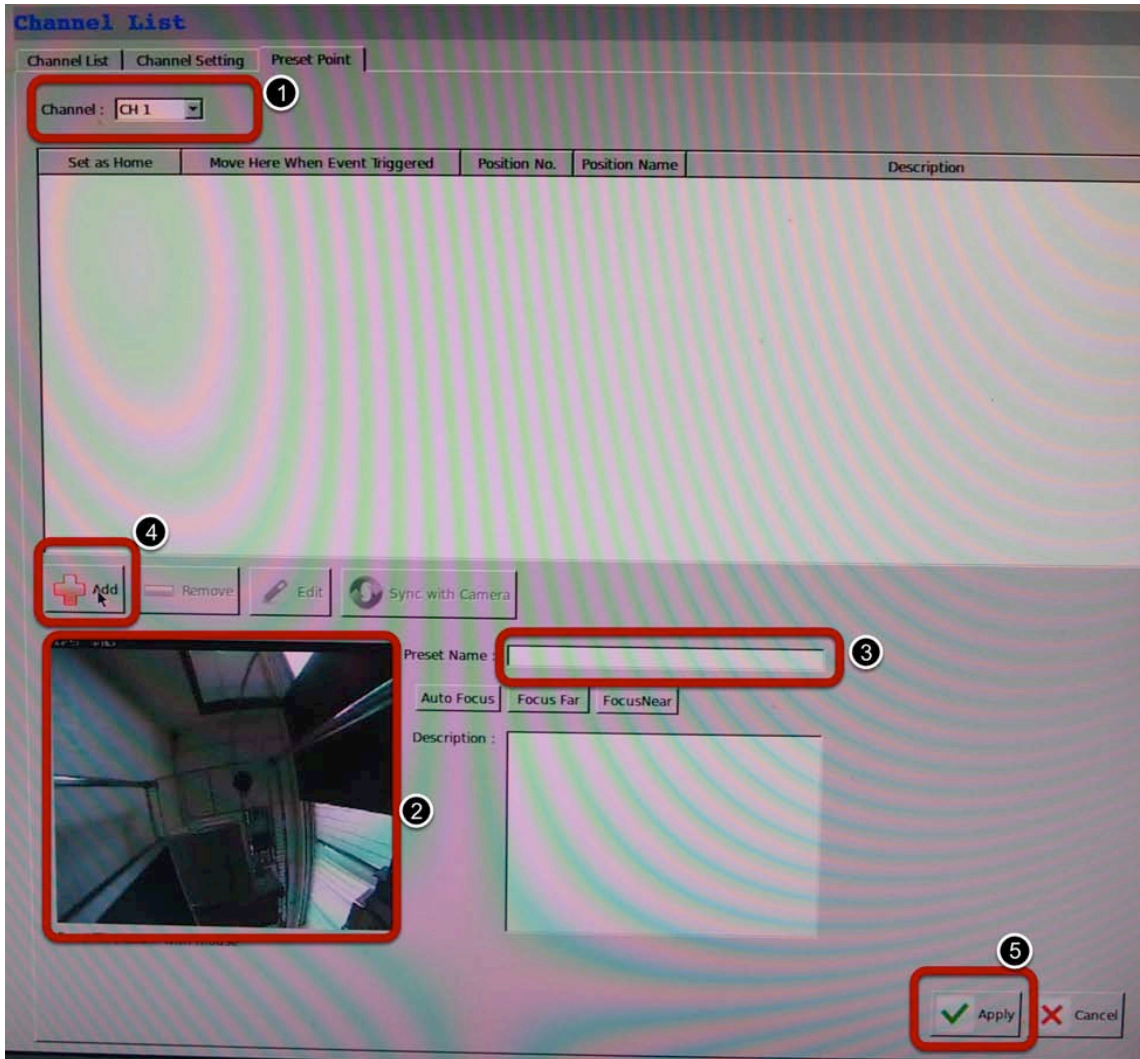 Channel List
Channel List Channel Setting Preset Point
Channel : CH 1
1
Set as Home Move Here When Event Triggered Position No. Position Name Description
4
Add Remove Edit Sync with Camera
Preset Name :
3
Auto Focus Focus Far FocusNear
Description :
2
with mouse
5
Apply Cancel